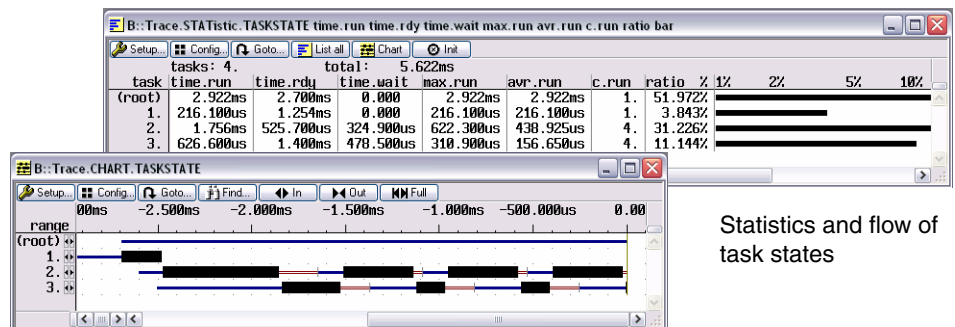 B::Trace.STATistic.TASKSTATE time.run time.rdy time.wait max.run avr.run c.run ratio bar
Setup... Config... Goto... List all Chart Init
tasks: 4. total: 5.622ms
task time.run time.rdy time.wait max.run avr.run c.run ratio % 1% 2% 5% 10%
(root) 2.922ms 2.700ms 0.000 2.922ms 2.922ms 1. 51.972%
1. 216.100us 1.254ms 0.000 216.100us 216.100us 1. 3.843%
2. 1.756ms 525.700us 324.900us 622.300us 438.925us 4. 31.226%
3. 626.600us 1.400ms 478.500us 310.900us 156.650us 4. 11.144%
B::Trace.CHART.TASKSTATE
Setup... Config... Goto... Find... In Out Full
00ms -2.500ms -2.000ms -1.500ms -1.000ms -500.000us 0.00
range
(root)
1.
2.
3.
Statistics and flow of
task states